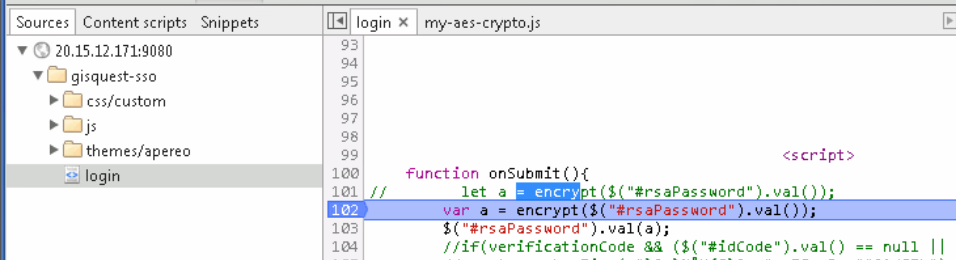 Sources Content scripts Snippets
login × my-aes-crypto.js
20.15.12.171:9080
gisquest-sso
css/custom
js
themes/apereo
login
93
94
95
96
97
98
99 <script>
100 function onSubmit(){
101 // let a = encrypt($("#rsaPassword").val());
102 var a = encrypt($("#rsaPassword").val());
103 $("#rsaPassword").val(a);
104 //if(verificationCode && ($("#idCode").val() == null ||